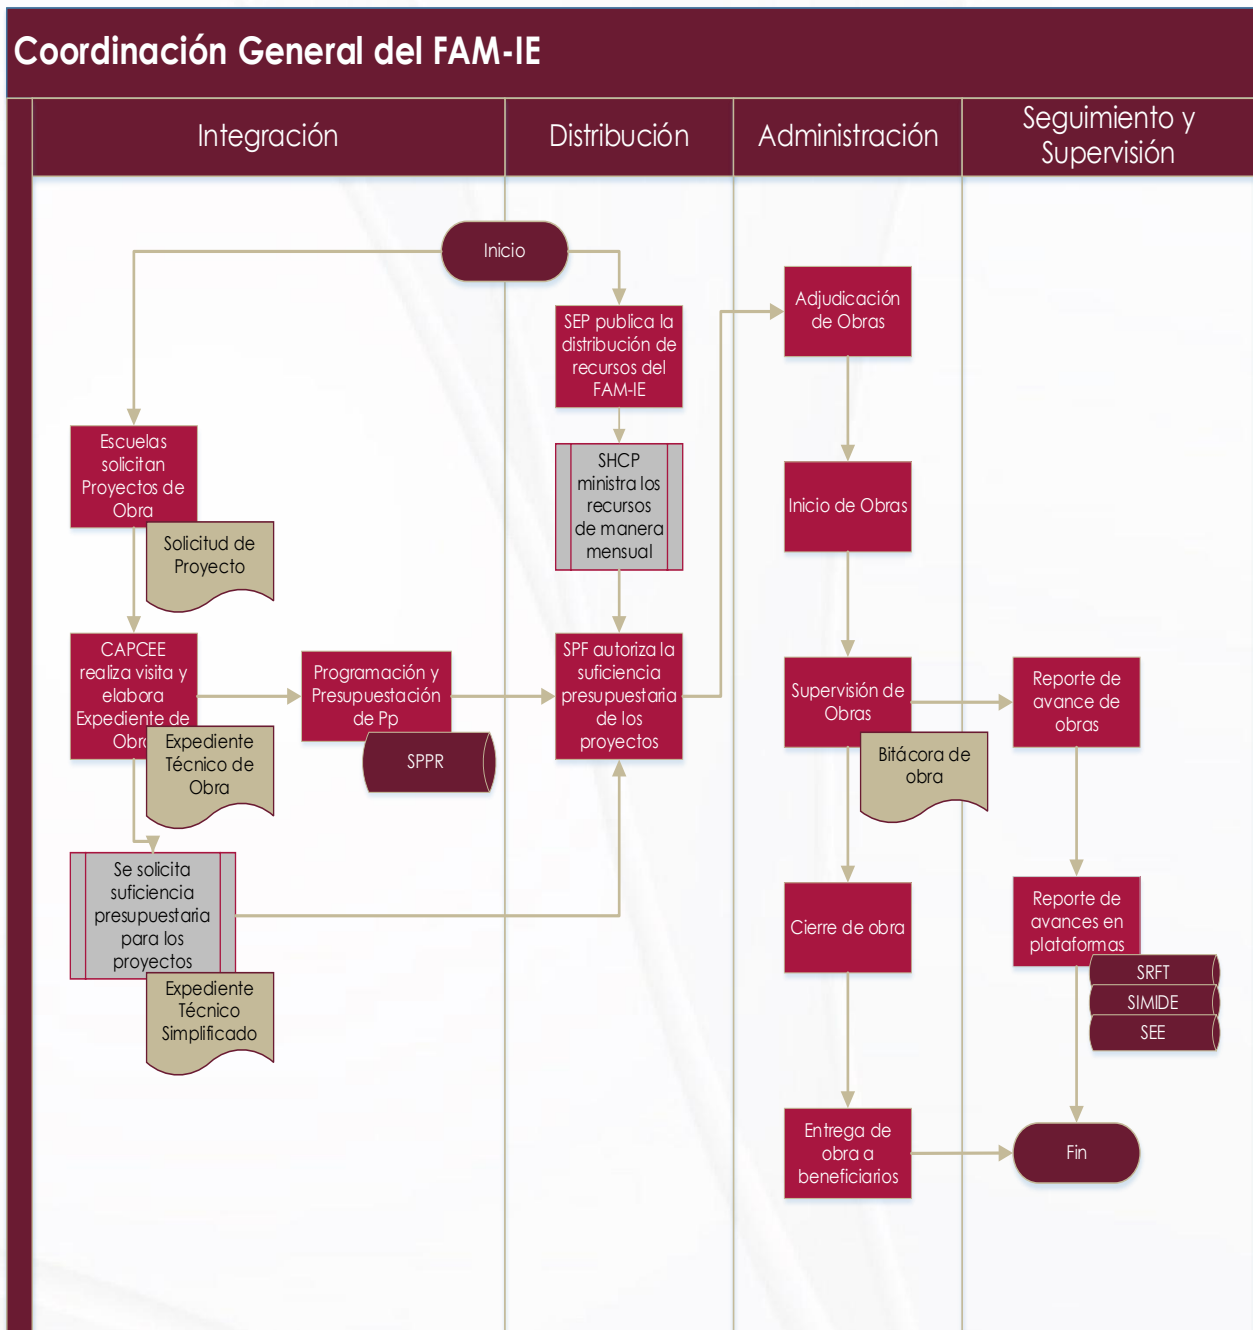 Coordinación General del FAM-IE
Integración
Distribución
Administración
Seguimiento y
Supervisión
Inicio
Escuelas
solicitan
Proyectos de
Obra
Solicitud de
Proyecto
CAPCEE
realiza visita y
elabora
Expediente de
Obra
Expediente
Técnico de
Obra
Programación y
Presupuestación
de Pp
SPPR
Se solicita
suficiencia
presupuestaria
para los
proyectos
Expediente
Técnico
Simplificado
SEP publica la
distribución de
recursos del
FAM-IE
SHCP
ministra los
recursos
de manera
mensual
SPF autoriza la
suficiencia
presupuestaria
de los
proyectos
Adjudicación
de Obras
Inicio de Obras
Supervisión de
Obras
Bitácora de
obra
Cierre de obra
Entrega de
obra a
beneficiarios
Reporte de
avance de
obras
Reporte de
avances en
plataformas
SRFT
SIMIDE
SEE
Fin